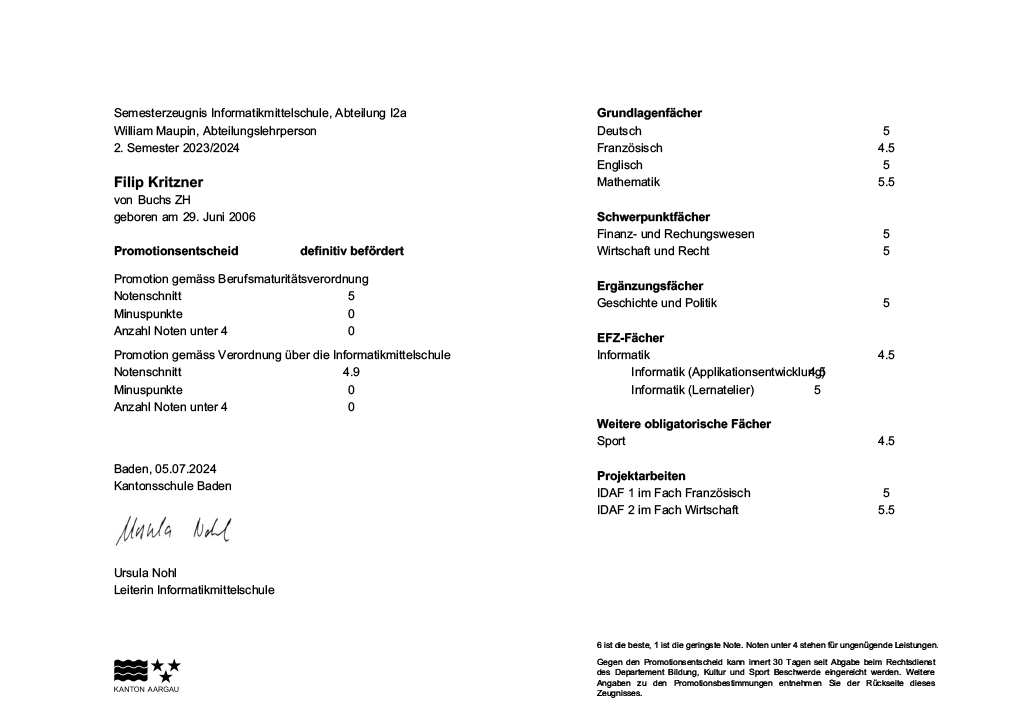 Semesterzeugnis Informatikmittelschule, Abteilung I2a
William Maupin, Abteilungslehrperson
2. Semester 2023/2024
Filip Kritzner
von Buchs ZH
geboren am 29. Juni 2006
Promotionsentscheid definitiv befördert
Promotion gemäss Berufsmaturitätsverordnung
Notenschnitt 5
Minuspunkte 0
Anzahl Noten unter 4 0
Promotion gemäss Verordnung über die Informatikmittelschule
Notenschnitt 4.9
Minuspunkte 0
Anzahl Noten unter 4 0
Baden, 05.07.2024
Kantonsschule Baden
Ursula Nohl
Ursula Nohl
Leiterin Informatikmittelschule
KANTON AARGAU
Grundlagenfächer
Deutsch 5
Französisch 4.5
Englisch 5
Mathematik 5.5
Schwerpunktfächer
Finanz- und Rechungswesen 5
Wirtschaft und Recht 5
Ergänzungsfächer
Geschichte und Politik 5
EFZ-Fächer
Informatik 4.5
Informatik (Applikationsentwicklung) 4.5
Informatik (Lernatelier) 5
Weitere obligatorische Fächer
Sport 4.5
Projektarbeiten
IDAF 1 im Fach Französisch 5
IDAF 2 im Fach Wirtschaft 5.5
6 ist die beste, 1 ist die geringste Note. Noten unter 4 stehen für ungenügende Leistungen.
Gegen den Promotionsentscheid kann innert 30 Tagen seit Abgabe beim Rechtsdienst
des Departement Bildung, Kultur und Sport Beschwerde eingereicht werden. Weitere
Angaben zu den Promotionsbestimmungen entnehmen Sie der Rückseite dieses
Zeugnisses.